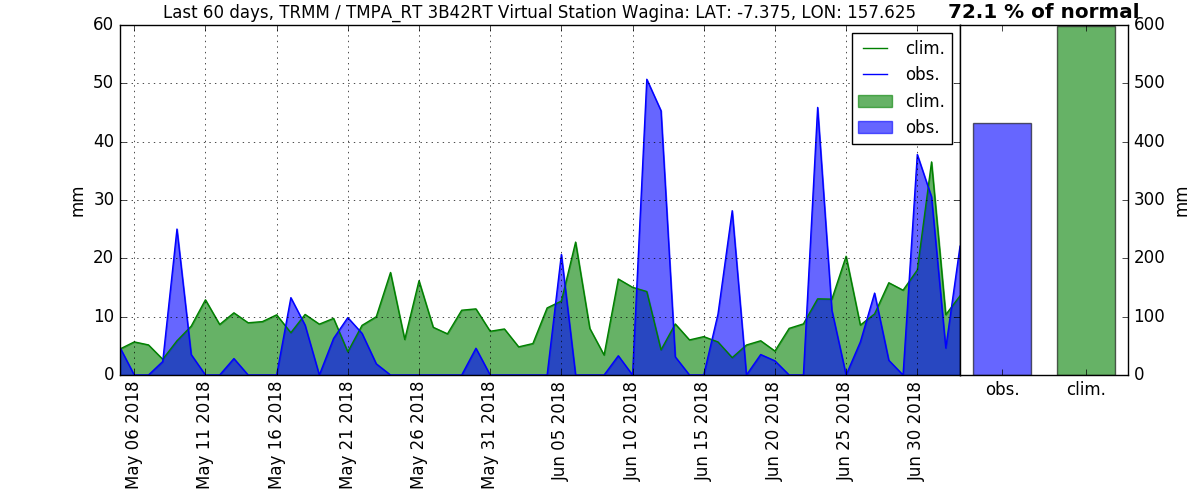 Last 60 days, TRMM / TMPA_RT 3B42RT Virtual Station Wagina: LAT: -7.375, LON: 157.625
72.1 % of normal
60
50
40
30
20
10
0
mm
clim.
obs.
clim.
obs.
600
500
400
300
200
100
0
mm
May 06 2018
May 11 2018
May 16 2018
May 21 2018
May 26 2018
May 31 2018
Jun 05 2018
Jun 10 2018
Jun 15 2018
Jun 20 2018
Jun 25 2018
Jun 30 2018
obs.
clim.